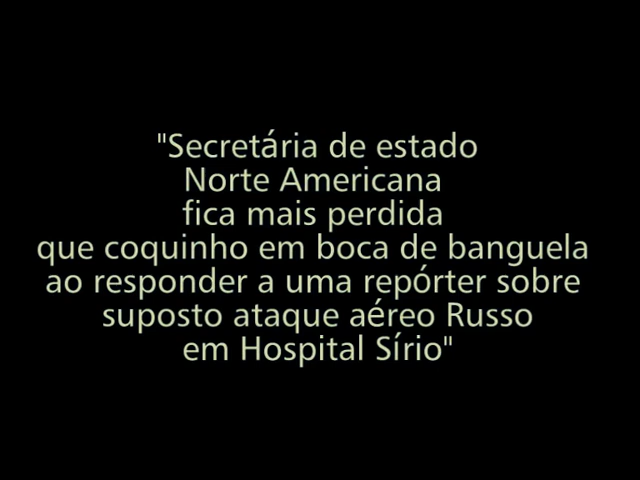 "Secretária de estado
Norte Americana
fica mais perdida
que coquinho em boca de banguela
ao responder a uma repórter sobre
suposto ataque aéreo Russo
em Hospital Sírio"